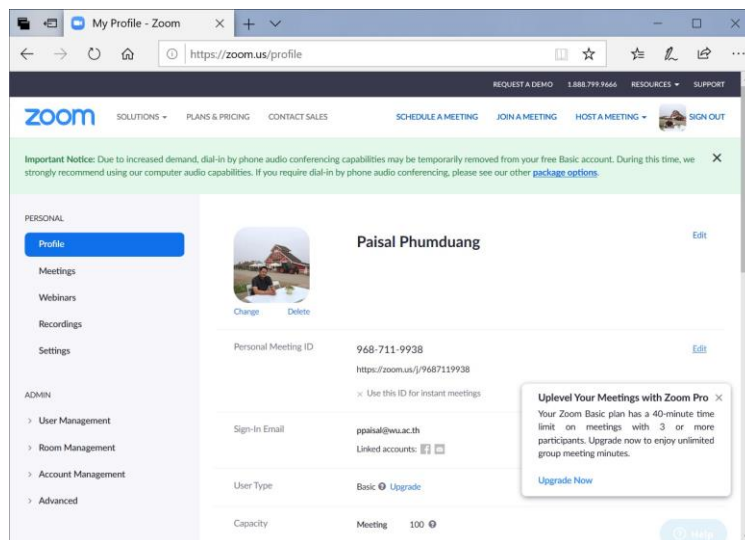 My Profile - Zoom
https://zoom.us/profile
REQUEST A DEMO 1.888.799.9666 RESOURCES SUPPORT
zoom SOLUTIONS PLANS & PRICING CONTACT SALES SCHEDULE A MEETING JOIN A MEETING HOST A MEETING SIGN OUT
Important Notice: Due to increased demand, dial-in by phone audio conferencing capabilities may be temporarily removed from your free Basic account. During this time, we
strongly recommend using our computer audio capabilities. If you require dial-in by phone audio conferencing, please see our other package options.
PERSONAL
Profile
Meetings
Webinars
Recordings
Settings
ADMIN
User Management
Room Management
Account Management
Advanced
Paisal Phumduang Edit
Change Delete
Personal Meeting ID 968-711-9938 Edit
https://zoom.us/j/9687119938
× Use this ID for instant meetings
Sign-In Email ppaisal@wu.ac.th
Linked accounts:
User Type Basic Upgrade
Capacity Meeting 100
Uplevel Your Meetings with Zoom Pro
Your Zoom Basic plan has a 40-minute time
limit on meetings with 3 or more
participants. Upgrade now to enjoy unlimited
group meeting minutes.
Upgrade Now
Help